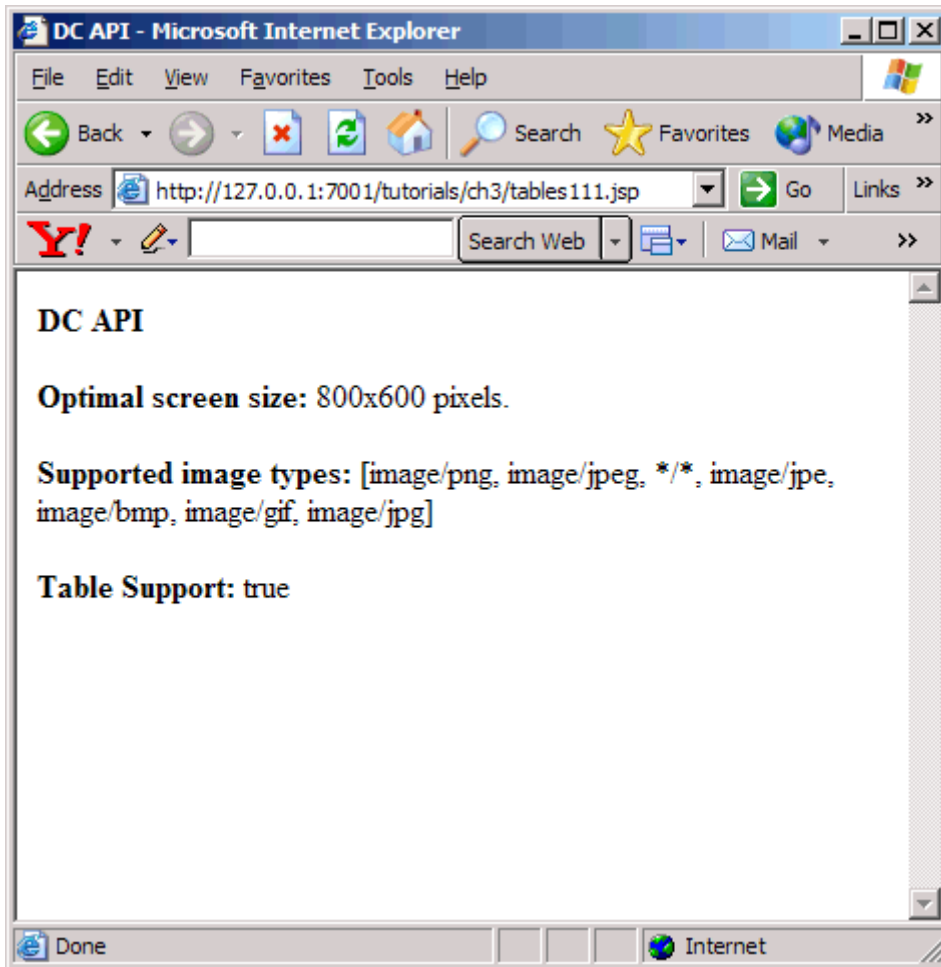 DC API - Microsoft Internet Explorer
File Edit View Favorites Tools Help
Back Search Favorites Media »
Address http://127.0.0.1:7001/tutorials/ch3/tables111.jsp Go Links »
Y! Search Web Mail »
DC API
Optimal screen size: 800x600 pixels.
Supported image types: [image/png, image/jpeg, */*, image/jpe,
image/bmp, image/gif, image/jpg]
Table Support: true
Done Internet